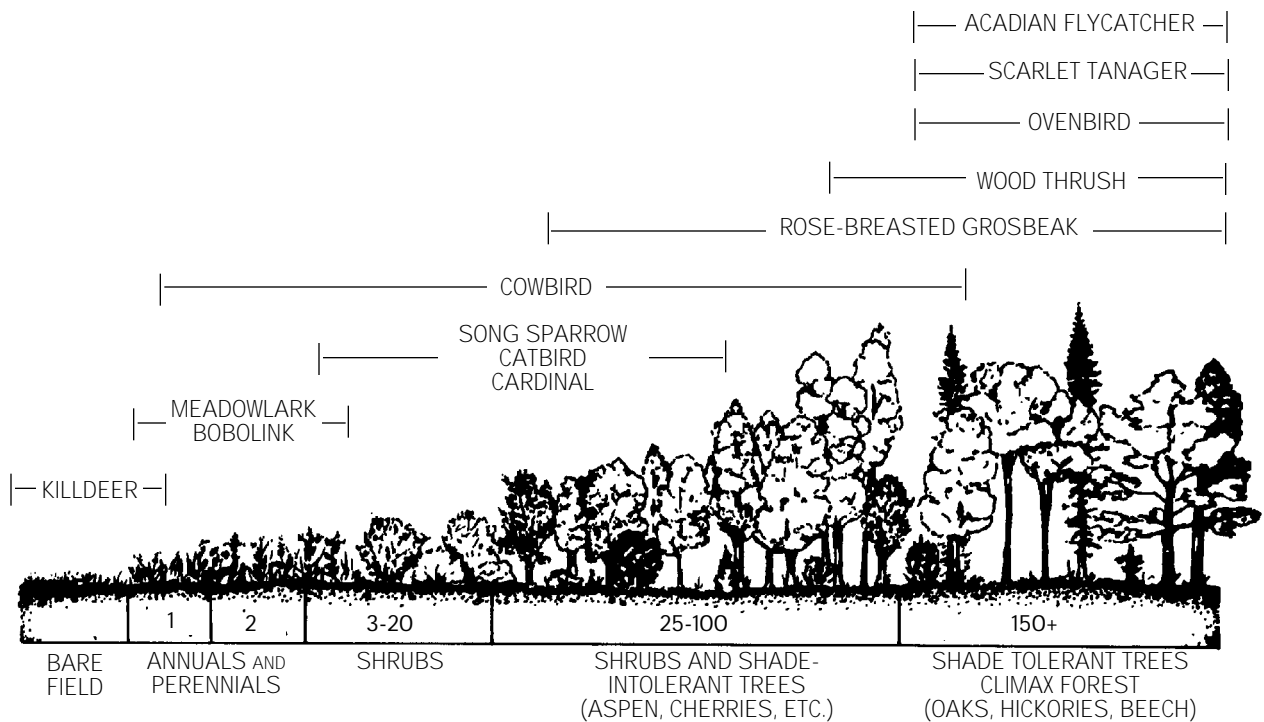 ACADIAN FLYCATCHER
SCARLET TANAGER
OVENBIRD
WOOD THRUSH
ROSE-BREASTED GROSBEAK
COWBIRD
SONG SPARROW
CATBIRD
CARDINAL
MEADOWLARK
BOBOLINK
KILLDEER
1 2 3-20 25-100 150+
BARE
FIELD
ANNUALS AND
PERENNIALS
SHRUBS
SHRUBS AND SHADE-
INTOLERANT TREES
(ASPEN, CHERRIES, ETC.)
SHADE TOLERANT TREES
CLIMAX FOREST
(OAKS, HICKORIES, BEECH)